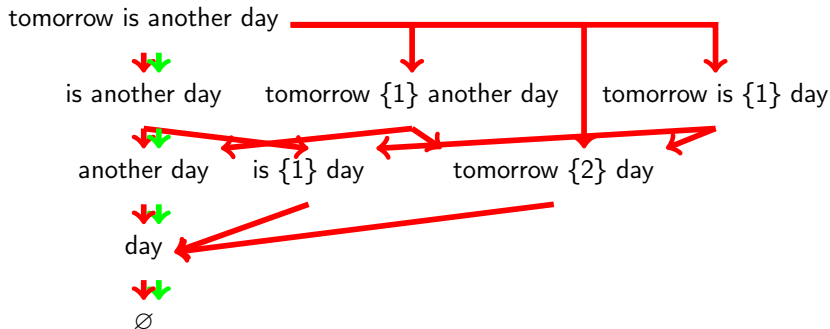 tomorrow is another day
is another day tomorrow {1} another day tomorrow is {1} day
another day is {1} day tomorrow {2} day
day
∅